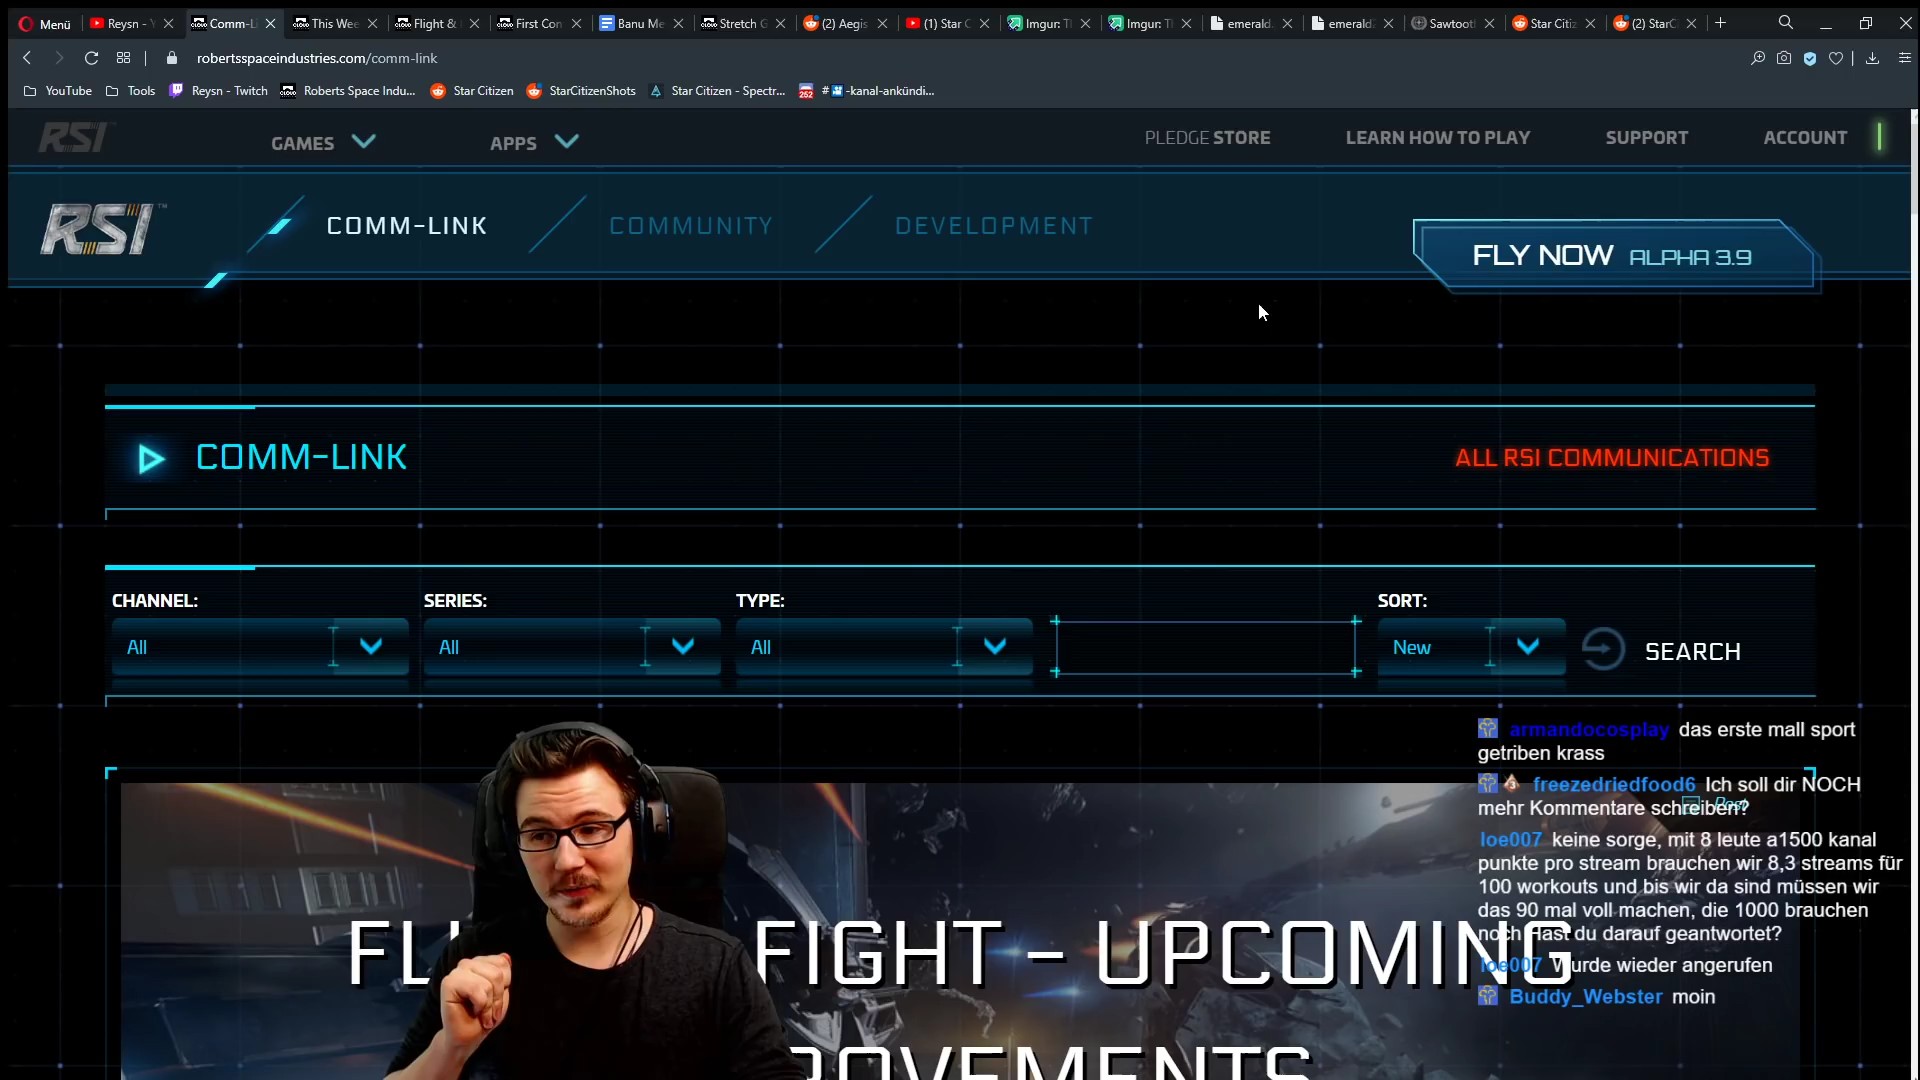 Menü
Reysn - Y
Comm-Li
This Wee
Flight &
First Con
Banu Me
Stretch G
(2) Aegis
(1) Star C
Imgur: Th
Imgur: Th
emerald
emerald
Sawtooth
Star Citiz
(2) StarC
robertsspaceindustries.com/comm-link
YouTube
Tools
Reysn - Twitch
Roberts Space Indu...
Star Citizen
StarCitizenShots
Star Citizen - Spectr...
#-kanal-ankündi...
RSI
GAMES
APPS
PLEDGE STORE
LEARN HOW TO PLAY
SUPPORT
ACCOUNT
RSI
COMM-LINK
COMMUNITY
DEVELOPMENT
FLY NOW ALPHA 3.9
COMM-LINK
ALL RSI COMMUNICATIONS
CHANNEL:
SERIES:
TYPE:
SORT:
All
All
All
New
SEARCH
armandocosplay das erste mall sport
getriben krass
freezedriedfood6 Ich soll dir NOCH
mehr Kommentare schreiben?
Post
loe007 keine sorge, mit 8 leute a1500 kanal
punkte pro stream brauchen wir 8,3 streams für
100 workouts und bis wir da sind müssen wir
das 90 mal voll machen, die 1000 brauchen
noch hast du darauf geantwortet?
loe007 Wurde wieder angerufen
Buddy_Webster moin
FL FIGHT – UPCOMING
ROVEMENTS